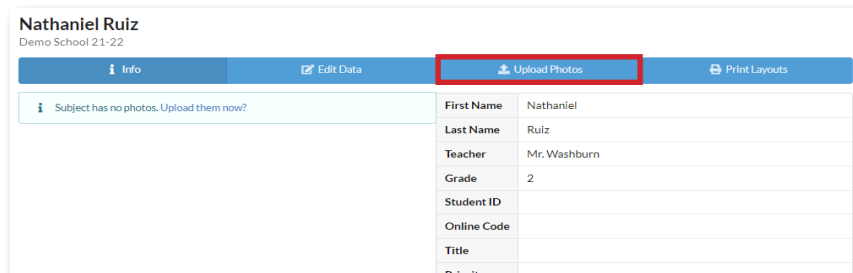 Nathaniel Ruiz
Demo School 21-22
Info Edit Data Upload Photos Print Layouts
Subject has no photos. Upload them now?
First Name Nathaniel
Last Name Ruiz
Teacher Mr. Washburn
Grade 2
Student ID
Online Code
Title